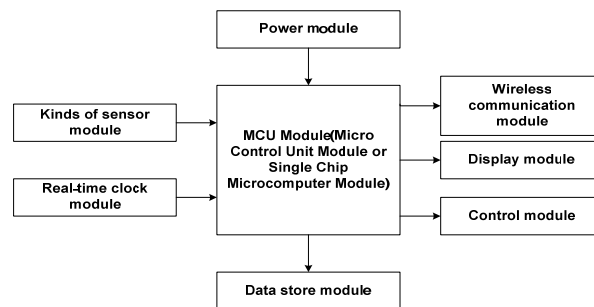 Power module
Kinds of sensor
module
Real-time clock
module
MCU Module(Micro
Control Unit Module or
Single Chip
Microcomputer Module)
Wireless
communication
module
Display module
Control module
Data store module